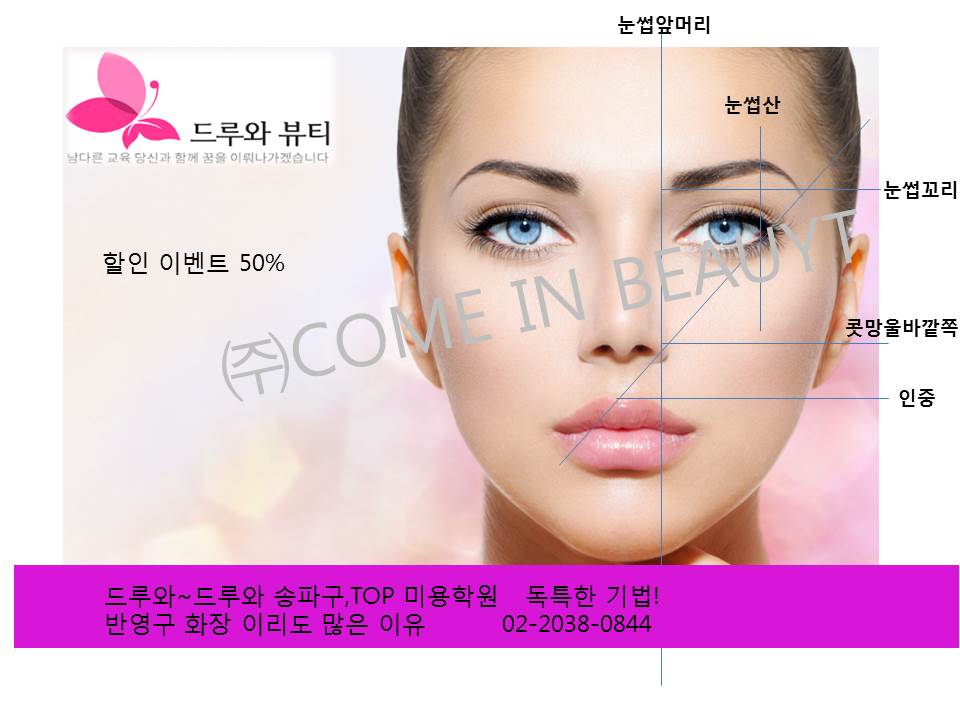 눈썹앞머리
눈썹산
드루와 뷰티
남다른 교육 당신과 함께 꿈을 이뤄나가겠습니다
눈썹꼬리
할인 이벤트 50%
㈜COME IN BEAUYT
콧망울바깥쪽
인중
드루와~드루와 송파구,TOP 미용학원 독특한 기법!
반영구 화장 이리도 많은 이유 02-2038-0844